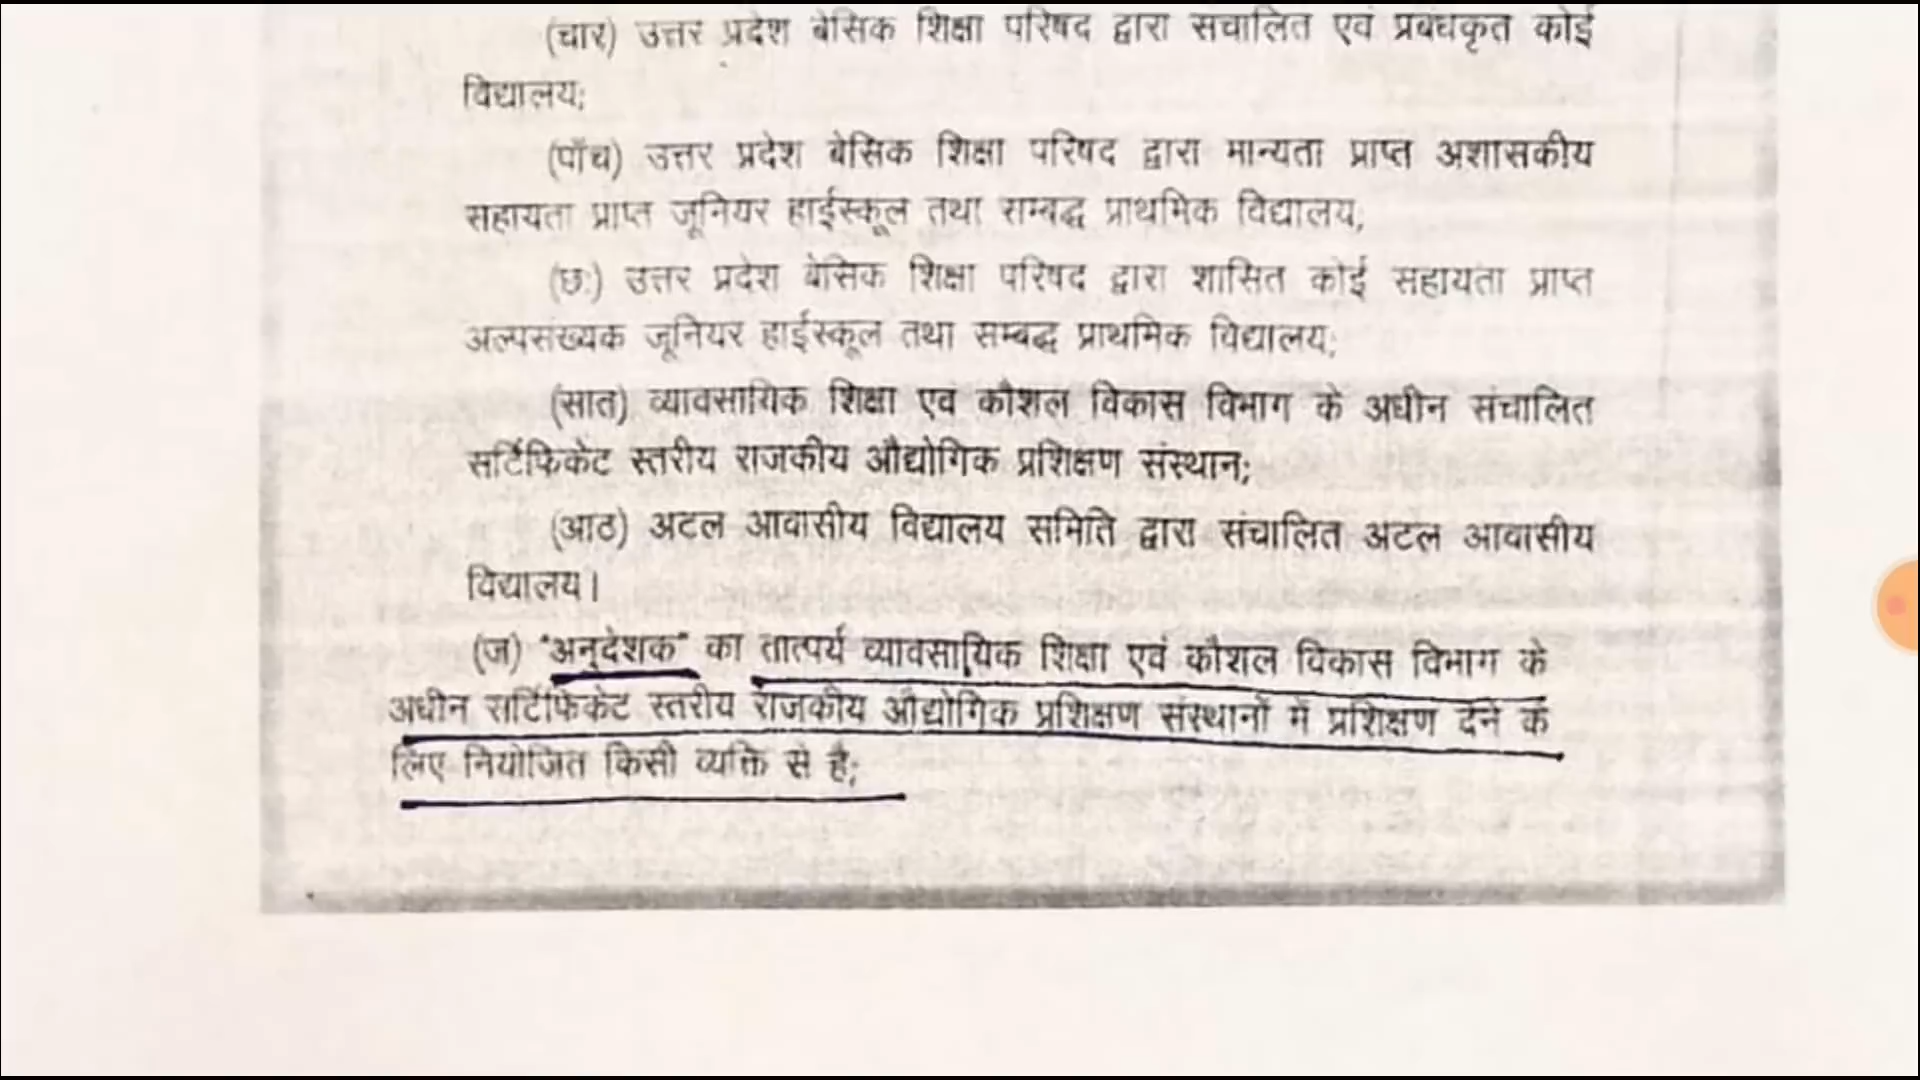 (चार) उत्तर प्रदेश बेसिक शिक्षा परिषद द्वारा संचालित एवं प्रबंधकृत कोई
विद्यालय;
(पाँच) उत्तर प्रदेश बेसिक शिक्षा परिषद द्वारा मान्यता प्राप्त अशासकीय
सहायता प्राप्त जूनियर हाईस्कूल तथा सम्बद्ध प्राथमिक विद्यालय;
(छः) उत्तर प्रदेश बेसिक शिक्षा परिषद द्वारा शासित कोई सहायता प्राप्त
अल्पसंख्यक जूनियर हाईस्कूल तथा सम्बद्ध प्राथमिक विद्यालय;
(सात) व्यावसायिक शिक्षा एवं कौशल विकास विभाग के अधीन संचालित
सर्टिफिकेट स्तरीय राजकीय औद्योगिक प्रशिक्षण संस्थान;
(आठ) अटल आवासीय विद्यालय समिति द्वारा संचालित अटल आवासीय
विद्यालय।
(ज) "अनुदेशक" का तात्पर्य व्यावसायिक शिक्षा एवं कौशल विकास विभाग के
अधीन सर्टिफिकेट स्तरीय राजकीय औद्योगिक प्रशिक्षण संस्थानों में प्रशिक्षण देने के
लिए नियोजित किसी व्यक्ति से है;